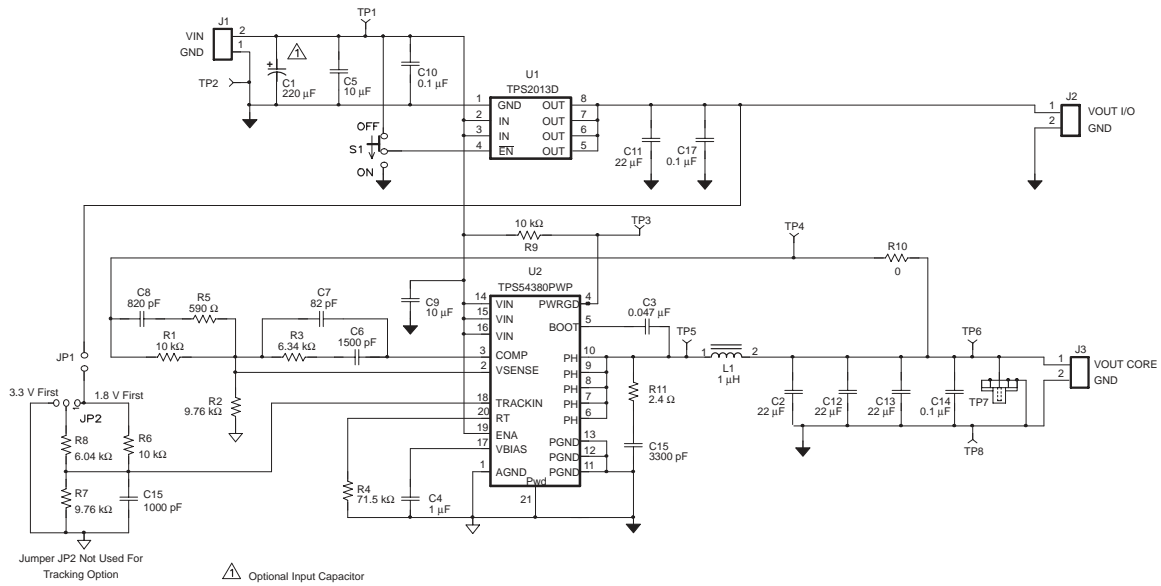 J1
TP1
VIN
2
GND
1
TP2
1
C1
220 µF
C5
10 µF
C10
0.1 µF
U1
TPS2013D
1
GND
OUT
8
2
IN
OUT
7
3
IN
OUT
6
4
EN
OUT
5
OFF
S1
ON
C11
22 µF
C17
0.1 µF
J2
1
VOUT I/O
2
GND
10 kΩ
R9
TP3
TP4
R10
0
U2
TPS54380PWP
C8
820 pF
R5
590 Ω
C7
82 pF
C9
10 µF
R1
10 kΩ
R3
6.34 kΩ
C6
1500 pF
14
VIN
PWRGD
4
15
VIN
16
VIN
BOOT
5
3
COMP
PH
10
2
VSENSE
PH
9
PH
8
18
TRACKIN
PH
7
20
RT
PH
6
19
ENA
17
VBIAS
PGND
13
PGND
12
1
AGND
PGND
11
Pwd
21
C3
0.047 µF
TP5
1
2
L1
1 µH
TP6
J3
1
VOUT CORE
2
GND
R11
2.4 Ω
C15
3300 pF
C2
22 µF
C12
22 µF
C13
22 µF
C14
0.1 µF
TP7
TP8
JP1
3.3 V First
1.8 V First
JP2
R2
9.76 kΩ
R8
6.04 kΩ
R6
10 kΩ
R7
9.76 kΩ
C15
1000 pF
R4
71.5 kΩ
C4
1 µF
Jumper JP2 Not Used For
Tracking Option
1
Optional Input Capacitor